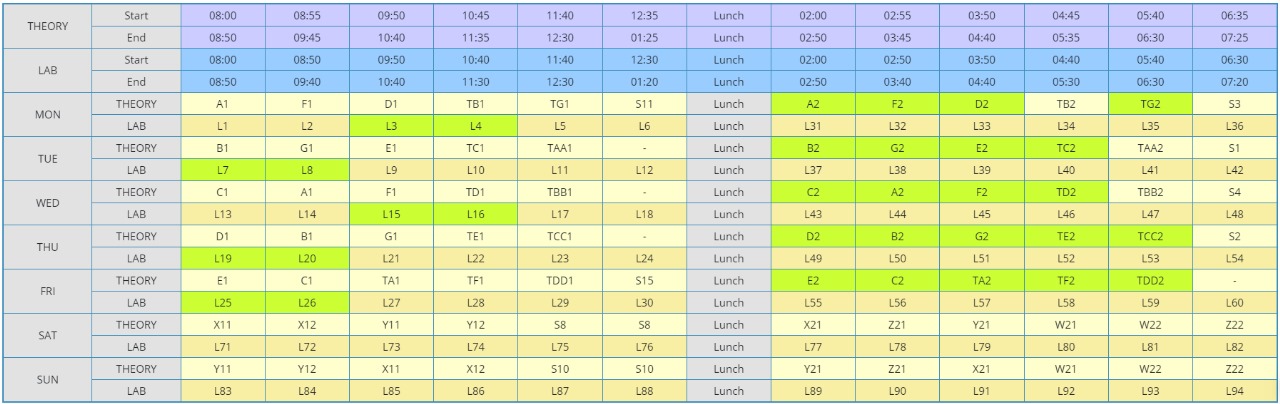 THEORY Start 08:00 08:55 09:50 10:45 11:40 12:35 Lunch 02:00 02:55 03:50 04:45 05:40 06:35
End 08:50 09:45 10:40 11:35 12:30 01:25 Lunch 02:50 03:45 04:40 05:35 06:30 07:25
LAB Start 08:00 08:50 09:50 10:40 11:40 12:30 Lunch 02:00 02:50 03:50 04:40 05:40 06:30
End 08:50 09:40 10:40 11:30 12:30 01:20 Lunch 02:50 03:40 04:40 05:30 06:30 07:20
MON THEORY A1 F1 D1 TB1 TG1 S11 Lunch A2 F2 D2 TB2 TG2 S3
LAB L1 L2 L3 L4 L5 L6 Lunch L31 L32 L33 L34 L35 L36
TUE THEORY B1 G1 E1 TC1 TAA1 - Lunch B2 G2 E2 TC2 TAA2 S1
LAB L7 L8 L9 L10 L11 L12 Lunch L37 L38 L39 L40 L41 L42
WED THEORY C1 A1 F1 TD1 TBB1 - Lunch C2 A2 F2 TD2 TBB2 S4
LAB L13 L14 L15 L16 L17 L18 Lunch L43 L44 L45 L46 L47 L48
THU THEORY D1 B1 G1 TE1 TCC1 - Lunch D2 B2 G2 TE2 TCC2 S2
LAB L19 L20 L21 L22 L23 L24 Lunch L49 L50 L51 L52 L53 L54
FRI THEORY E1 C1 TA1 TF1 TDD1 S15 Lunch E2 C2 TA2 TF2 TDD2 -
LAB L25 L26 L27 L28 L29 L30 Lunch L55 L56 L57 L58 L59 L60
SAT THEORY X11 X12 Y11 Y12 S8 S8 Lunch X21 Z21 Y21 W21 W22 Z22
LAB L71 L72 L73 L74 L75 L76 Lunch L77 L78 L79 L80 L81 L82
SUN THEORY Y11 Y12 X11 X12 S10 S10 Lunch Y21 Z21 X21 W21 W22 Z22
LAB L83 L84 L85 L86 L87 L88 Lunch L89 L90 L91 L92 L93 L94